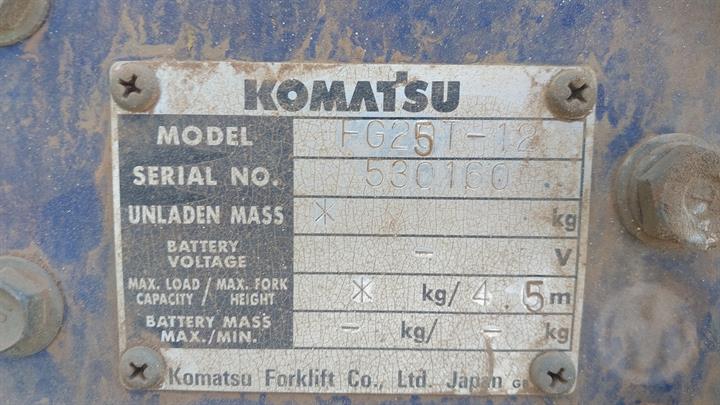 KOMATSU
MODEL FG25T-12
SERIAL NO. 530160
UNLADEN MASS * kg
BATTERY VOLTAGE - V
MAX. LOAD / MAX. FORK
CAPACITY / HEIGHT * kg/ 4.5m
BATTERY MASS
MAX./MIN. - kg/ - kg
Komatsu Forklift Co., Ltd. Japan